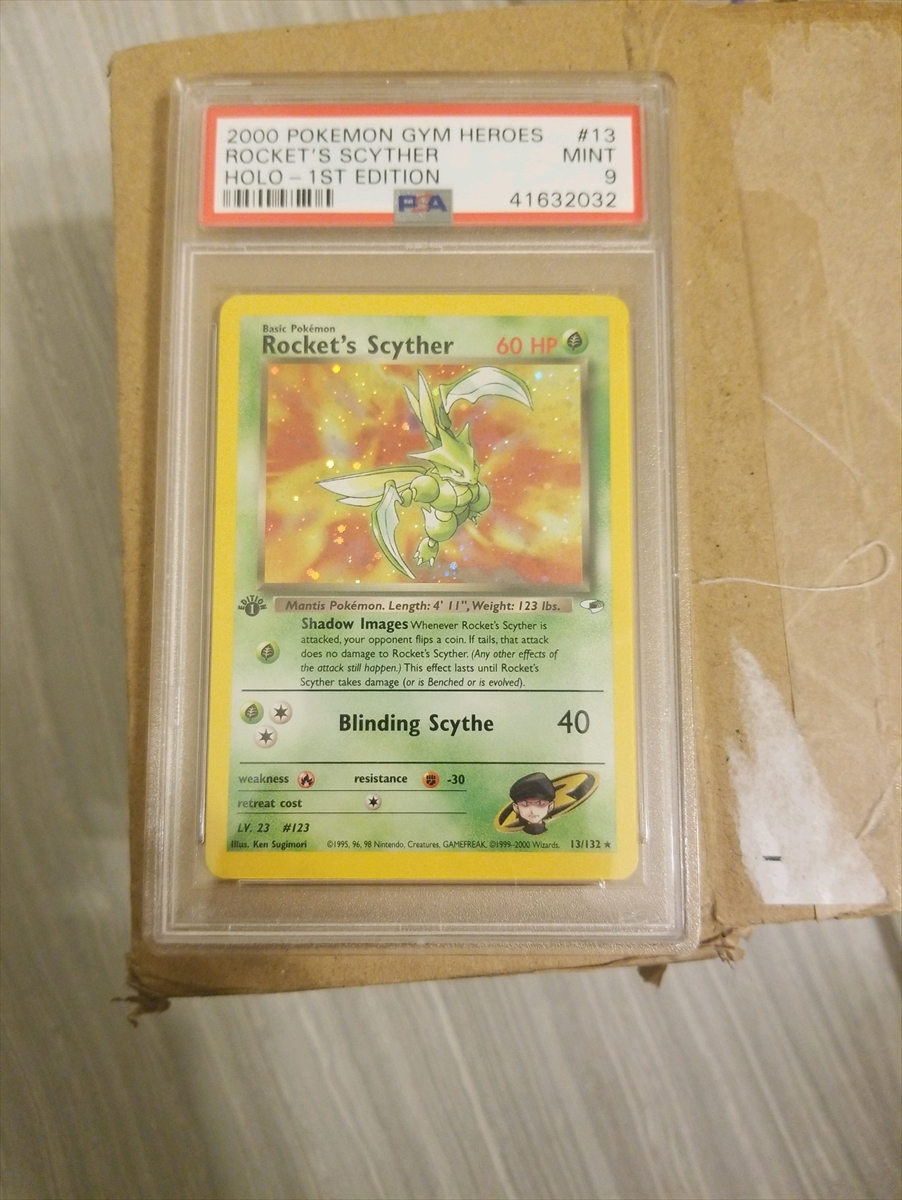 2000 POKEMON GYM HEROES #13
ROCKET'S SCYTHER MINT
HOLO - 1ST EDITION 9
PSA 41632032
Basic Pokémon
Rocket's Scyther 60 HP
EDITION 1
Mantis Pokémon. Length: 4' 11", Weight: 123 lbs.
Shadow Images Whenever Rocket's Scyther is
attacked, your opponent flips a coin. If tails, that attack
does no damage to Rocket's Scyther. (Any other effects of
the attack still happen.) This effect lasts until Rocket's
Scyther takes damage (or is Benched or is evolved).
Blinding Scythe 40
weakness resistance -30
retreat cost
LV. 23 #123
Illus. Ken Sugimori ©1995, 96, 98 Nintendo, Creatures, GAMEFREAK. ©1999-2000 Wizards. 13/132 ★